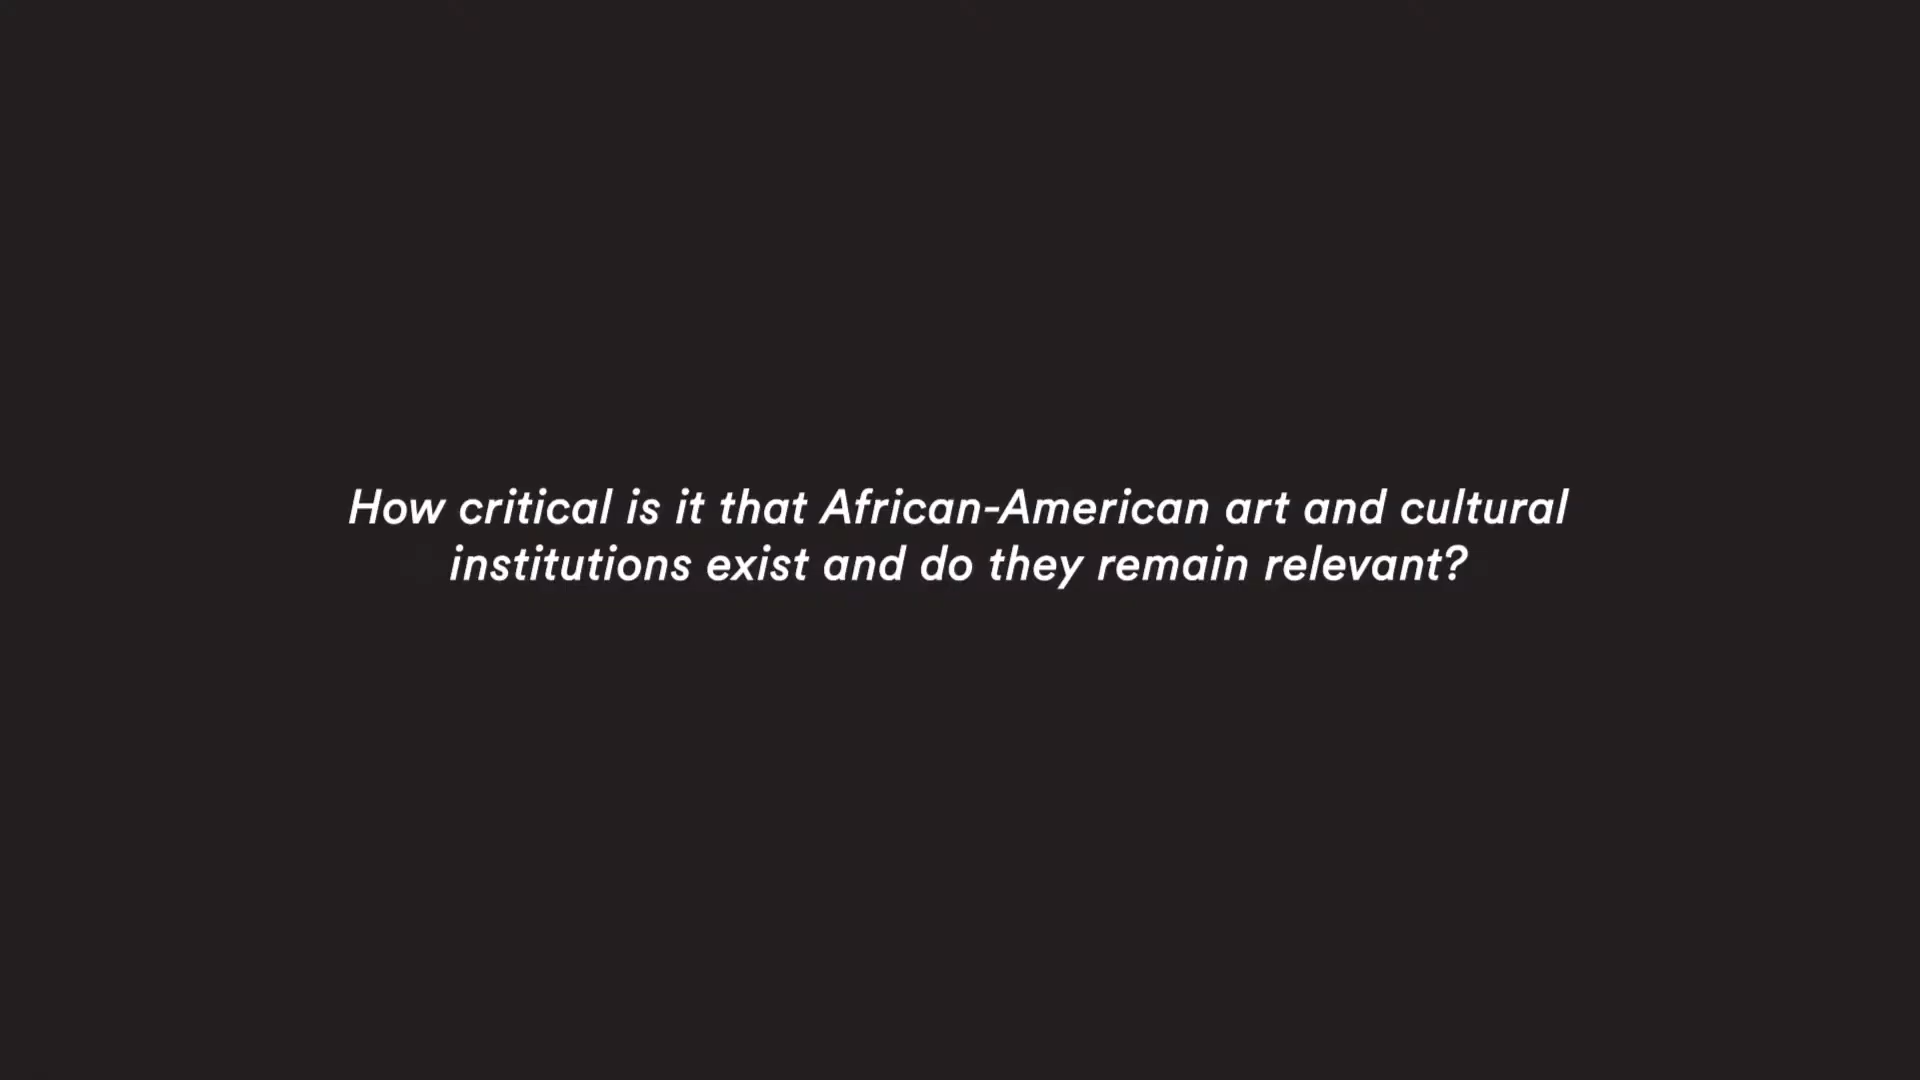 How critical is it that African-American art and cultural
institutions exist and do they remain relevant?